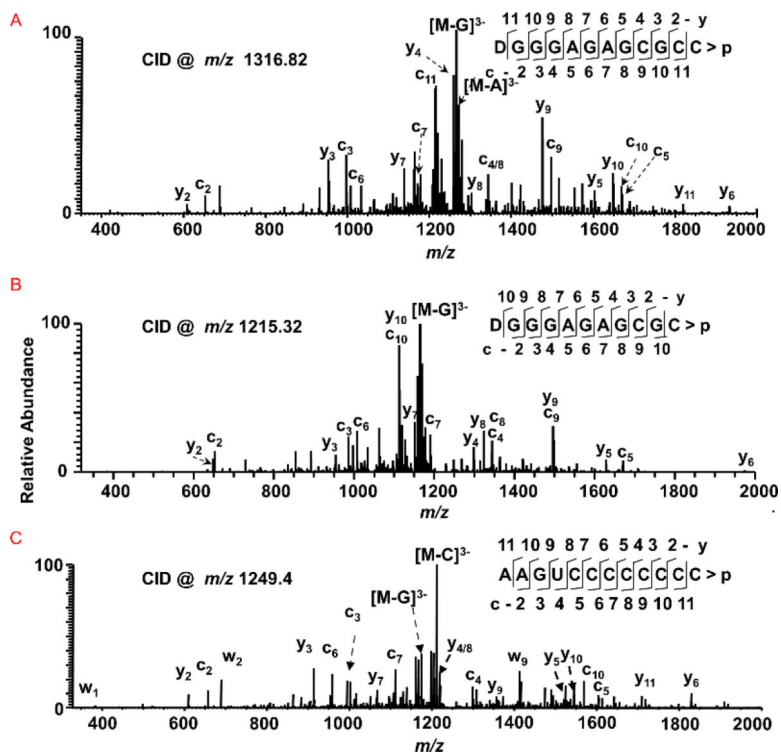 A
100
0
CID @ m/z 1316.82
[M-G]³⁻
y₄
[M-A]³⁻
c₁₁
y₂
c₂
y₃
c₃
c₆
y₇
c₇
y₈
c₄/₈
y₉
c₉
y₅
y₁₀
c₁₀
c₅
y₁₁
y₆
11 10 9 8 7 6 5 4 3 2 - y
DGGGAGAGCGCC > p
c - 2 3 4 5 6 7 8 9 10 11
400 600 800 1000 1200 1400 1600 1800 2000
m/z
B
100
0
Relative Abundance
CID @ m/z 1215.32
[M-G]³⁻
y₁₀
c₁₀
y₂
c₂
y₃
c₃
c₆
y₇
c₇
y₄
y₈
c₈
c₄
y₉
c₉
y₅
c₅
y₆
10 9 8 7 6 5 4 3 2 - y
DGGGAGAGCGC > p
c - 2 3 4 5 6 7 8 9 10
400 600 800 1000 1200 1400 1600 1800 2000
m/z
C
100
0
CID @ m/z 1249.4
[M-C]³⁻
[M-G]³⁻
w₁
y₂
c₂
w₂
y₃
c₆
c₃
y₇
c₇
y₄/₈
c₄
y₉
w₉
y₅
y₁₀
c₁₀
c₅
y₁₁
y₆
11 10 9 8 7 6 5 4 3 2 - y
AAGUCCCCCCCC > p
c - 2 3 4 5 6 7 8 9 10 11
400 600 800 1000 1200 1400 1600 1800 2000
m/z